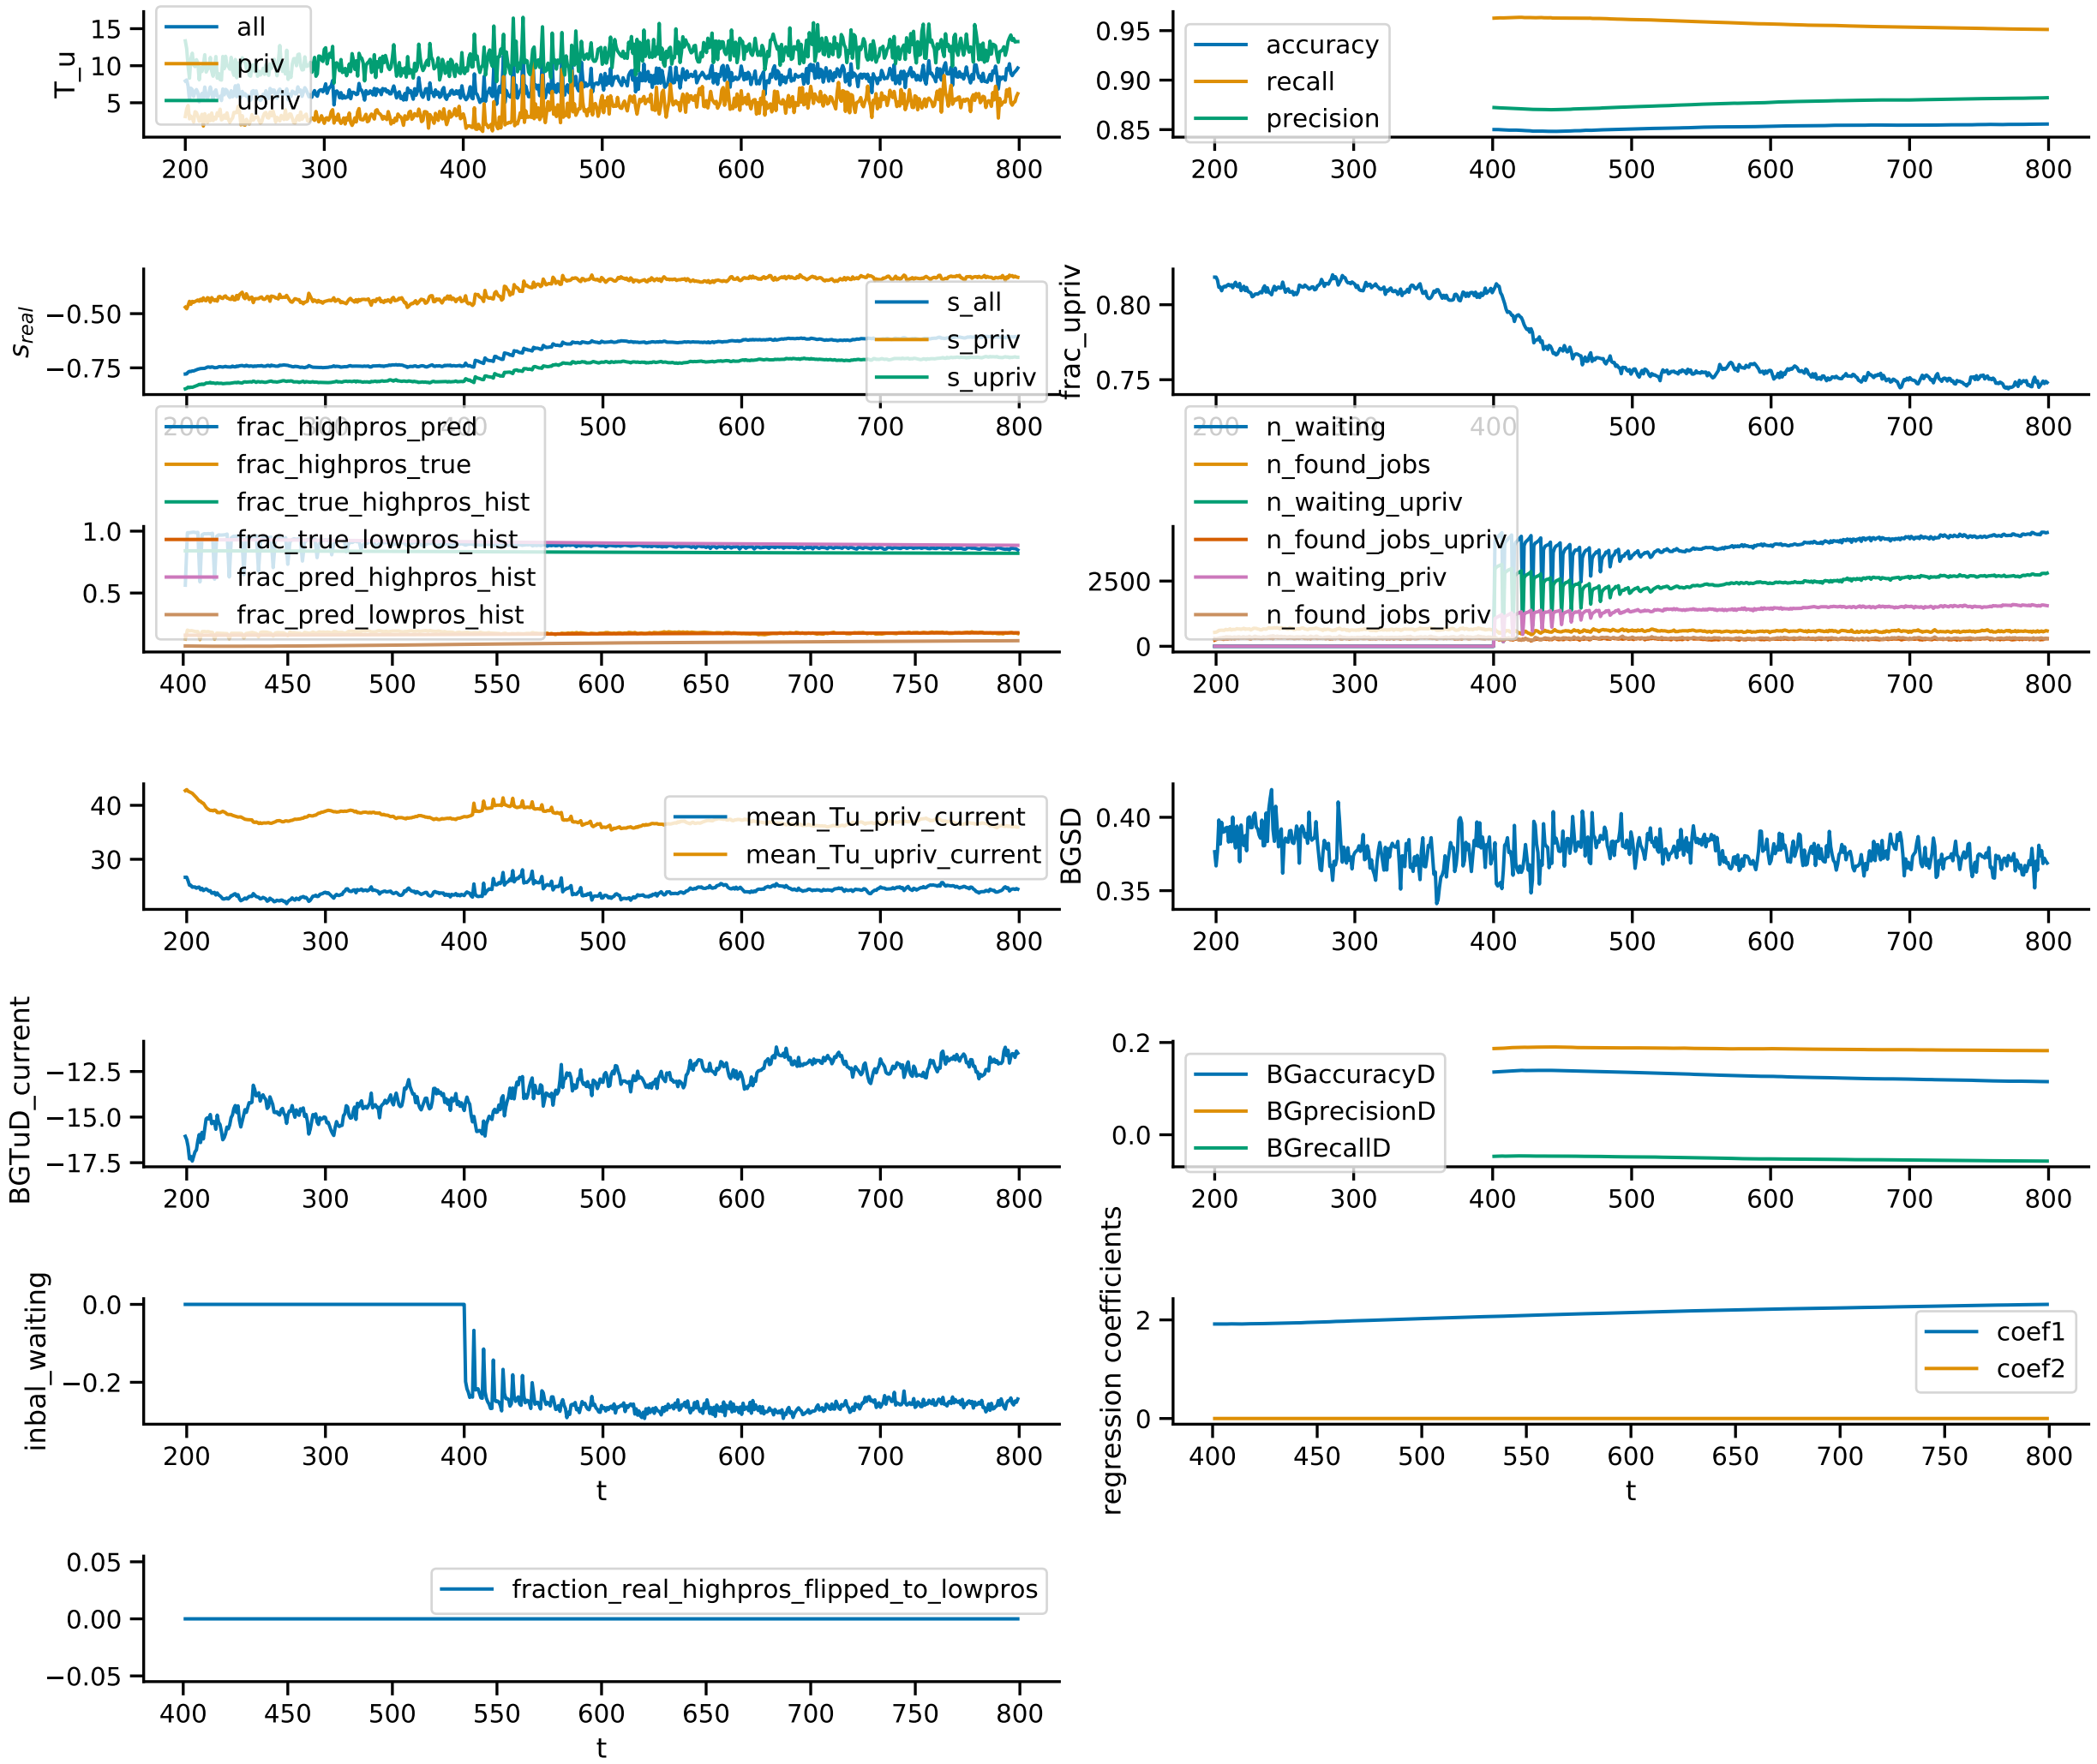 T_u
15
10
5
all
priv
upriv
200 300 400 500 600 700 800
0.95
0.90
0.85
accuracy
recall
precision
200 300 400 500 600 700 800
s_real
−0.50
−0.75
s_all
s_priv
s_upriv
200 300 400 500 600 700 800
frac_upriv
0.80
0.75
200 300 400 500 600 700 800
1.0
0.5
frac_highpros_pred
frac_highpros_true
frac_true_highpros_hist
frac_true_lowpros_hist
frac_pred_highpros_hist
frac_pred_lowpros_hist
400 450 500 550 600 650 700 750 800
2500
0
n_waiting
n_found_jobs
n_waiting_upriv
n_found_jobs_upriv
n_waiting_priv
n_found_jobs_priv
200 300 400 500 600 700 800
40
30
mean_Tu_priv_current
mean_Tu_upriv_current
200 300 400 500 600 700 800
BGSD
0.40
0.35
200 300 400 500 600 700 800
BGTuD_current
−12.5
−15.0
−17.5
200 300 400 500 600 700 800
0.2
0.0
BGaccuracyD
BGprecisionD
BGrecallD
200 300 400 500 600 700 800
inbal_waiting
0.0
−0.2
200 300 400 500 600 700 800
t
regression coefficients
2
0
coef1
coef2
400 450 500 550 600 650 700 750 800
t
0.05
0.00
−0.05
fraction_real_highpros_flipped_to_lowpros
400 450 500 550 600 650 700 750 800
t